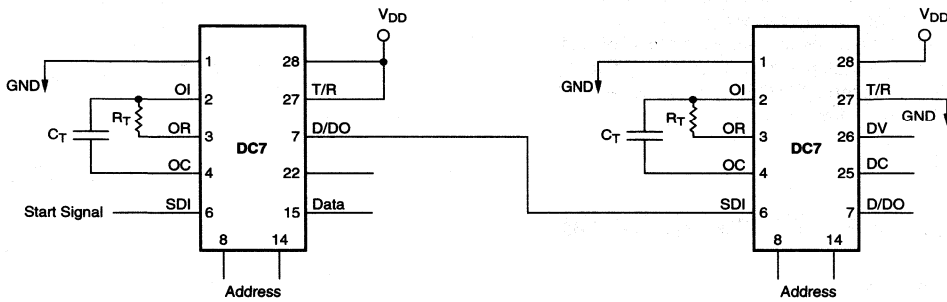 VDD VDD
1 28 1 28
GND GND
OI T/R OI T/R
2 27 2 27
RT RT GND
OR D/DO OR DV
3 7 3 26
CT DC7 CT DC7
OC OC DC
4 22 4 25
Start Signal SDI Data SDI D/DO
6 15 6 7
8 14 8 14
Address Address